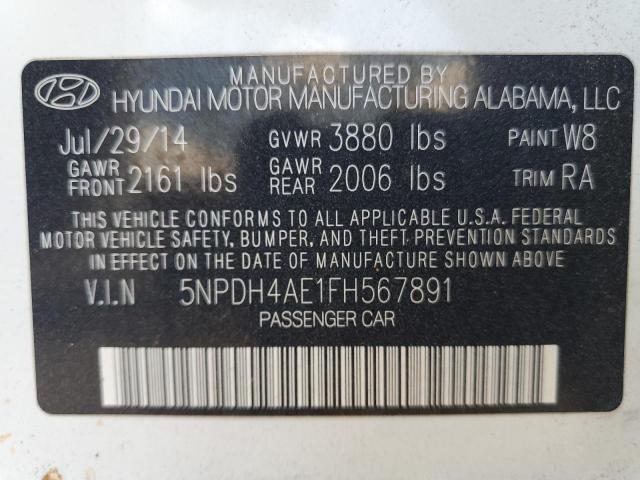 MANUFACTURED BY
HYUNDAI MOTOR MANUFACTURING ALABAMA, LLC
Jul/29/14 GVWR 3880 lbs PAINT W8
GAWR FRONT 2161 lbs GAWR REAR 2006 lbs TRIM RA
THIS VEHICLE CONFORMS TO ALL APPLICABLE U.S.A. FEDERAL
MOTOR VEHICLE SAFETY, BUMPER, AND THEFT PREVENTION STANDARDS
IN EFFECT ON THE DATE OF MANUFACTURE SHOWN ABOVE
V.I.N 5NPDH4AE1FH567891
PASSENGER CAR